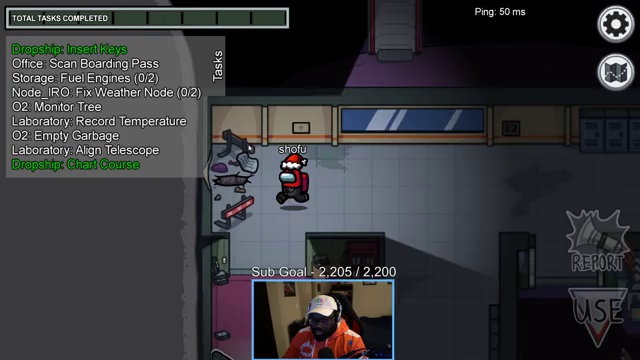 TOTAL TASKS COMPLETED
Ping: 50 ms
Tasks
Dropship: Insert Keys
Office: Scan Boarding Pass
Storage: Fuel Engines (0/2)
Node_IRO: Fix Weather Node (0/2)
O2: Monitor Tree
Laboratory: Record Temperature
O2: Empty Garbage
Laboratory: Align Telescope
Dropship: Chart Course
shofu
REPORT
USE
Sub Goal - 2,205 / 2,200